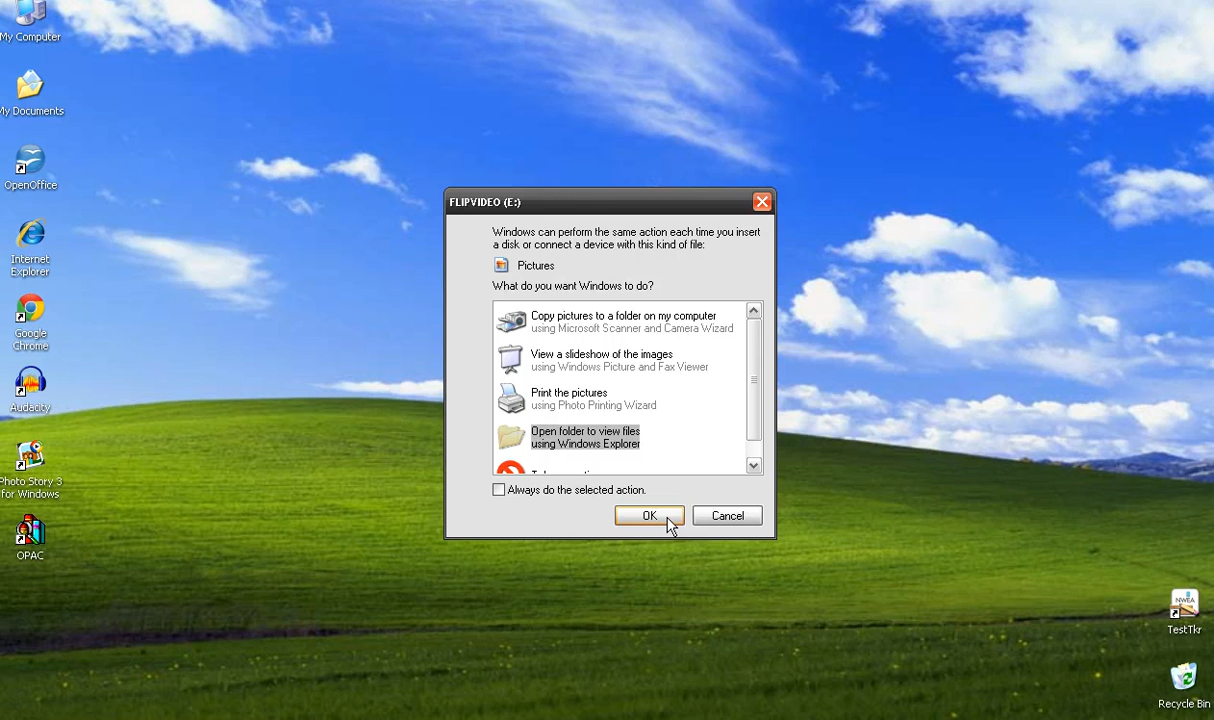 My Computer
My Documents
OpenOffice
Internet
Explorer
Google
Chrome
Audacity
Photo Story 3
for Windows
OPAC
FLIPVIDEO (E:)
Windows can perform the same action each time you insert
a disk or connect a device with this kind of file:
Pictures
What do you want Windows to do?
Copy pictures to a folder on my computer
using Microsoft Scanner and Camera Wizard
View a slideshow of the images
using Windows Picture and Fax Viewer
Print the pictures
using Photo Printing Wizard
Open folder to view files
using Windows Explorer
Always do the selected action.
OK
Cancel
NWEA
TestTkr
Recycle Bin